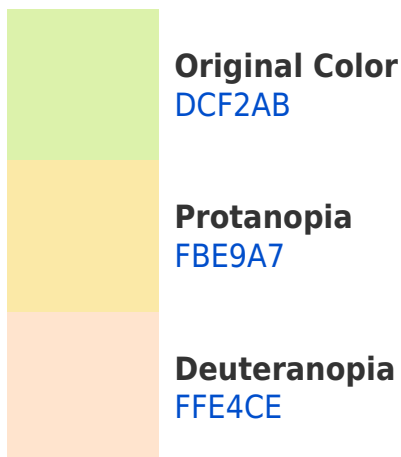 Original Color
DCF2AB
Protanopia
FBE9A7
Deuteranopia
FFE4CE